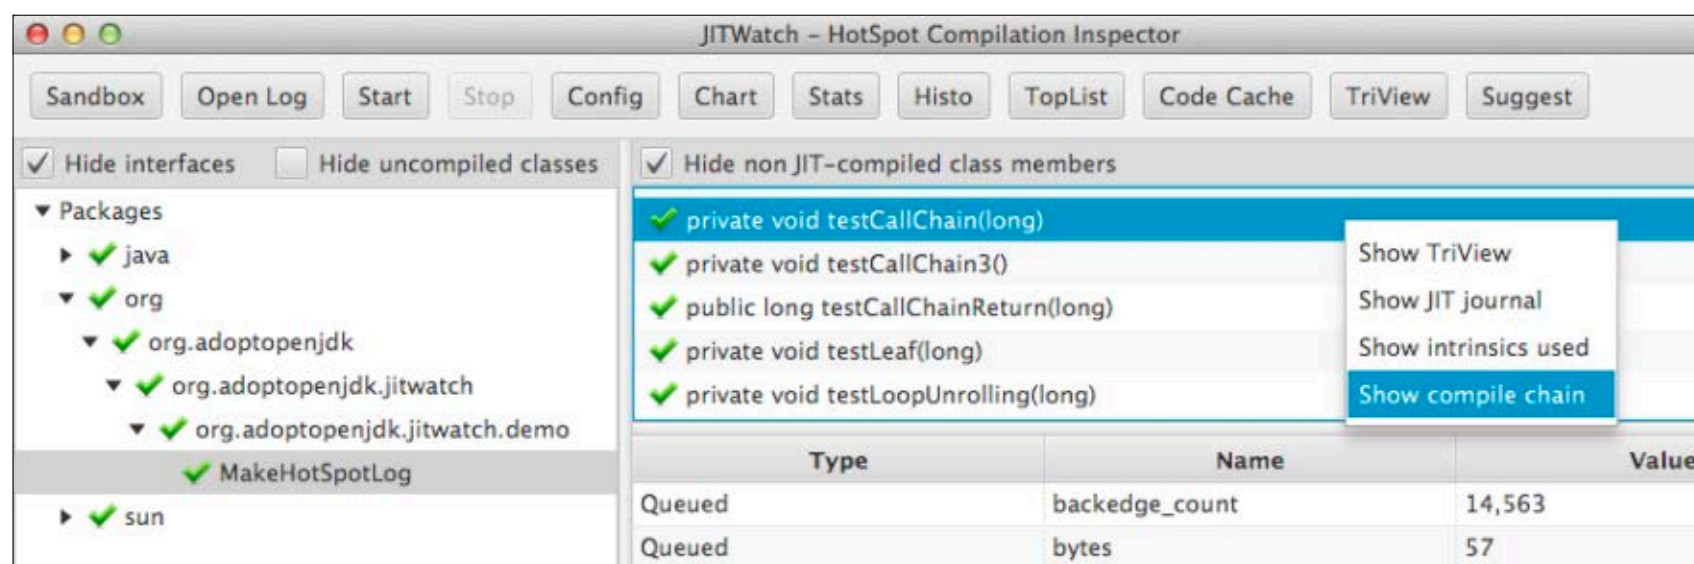 JITWatch – HotSpot Compilation Inspector
Sandbox Open Log Start Stop Config Chart Stats Histo TopList Code Cache TriView Suggest
Hide interfaces Hide uncompiled classes
Packages
java
org
org.adoptopenjdk
org.adoptopenjdk.jitwatch
org.adoptopenjdk.jitwatch.demo
MakeHotSpotLog
sun
Hide non JIT-compiled class members
private void testCallChain(long)
private void testCallChain3()
public long testCallChainReturn(long)
private void testLeaf(long)
private void testLoopUnrolling(long)
Show TriView
Show JIT journal
Show intrinsics used
Show compile chain
Type Name Value
Queued backedge_count 14,563
Queued bytes 57